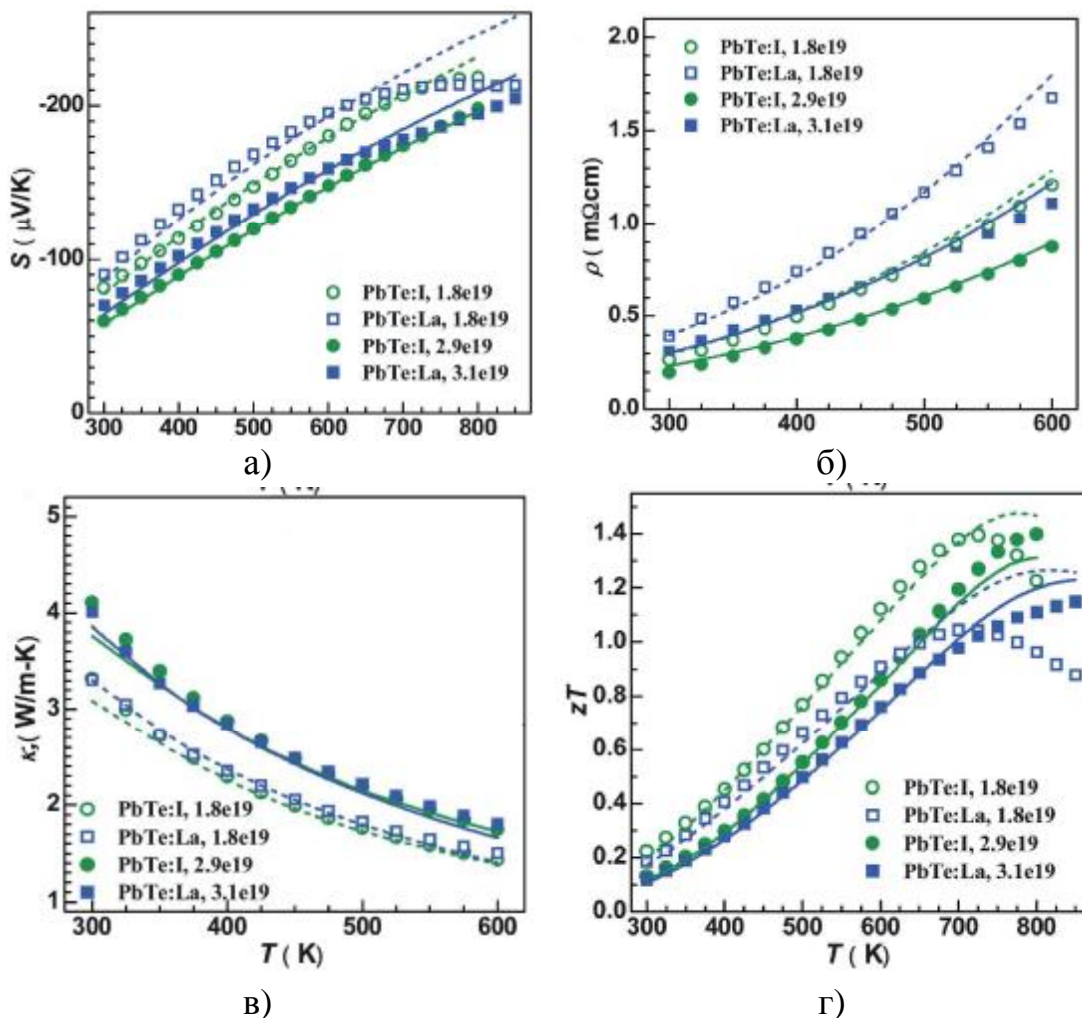 -200
-100
0
S ( μV/K)
PbTe:I, 1.8e19
PbTe:La, 1.8e19
PbTe:I, 2.9e19
PbTe:La, 3.1e19
300 400 500 600 700 800
а)
2.0
1.5
1.0
0.5
0.0
ρ ( mΩcm)
PbTe:I, 1.8e19
PbTe:La, 1.8e19
PbTe:I, 2.9e19
PbTe:La, 3.1e19
300 400 500 600
б)
5
4
3
2
1
κ,( W/m-K)
PbTe:I, 1.8e19
PbTe:La, 1.8e19
PbTe:I, 2.9e19
PbTe:La, 3.1e19
300 400 500 600
T ( K)
в)
1.4
1.2
1.0
0.8
0.6
0.4
0.2
0.0
zT
PbTe:I, 1.8e19
PbTe:La, 1.8e19
PbTe:I, 2.9e19
PbTe:La, 3.1e19
300 400 500 600 700 800
T ( K)
г)